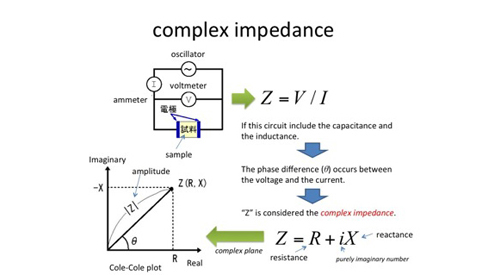 complex impedance
oscillator
voltmeter
ammeter
I
V
電極
試料
sample
Z = V / I
If this circuit include the capacitance and
the inductance.
The phase difference (θ) occurs between
the voltage and the current.
"Z" is considered the complex impedance.
Z = R + iX
reactance
resistance
purely imaginary number
complex plane
Imaginary
amplitude
−X
Z(R, X)
|Z|
θ
R
Real
Cole-Cole plot